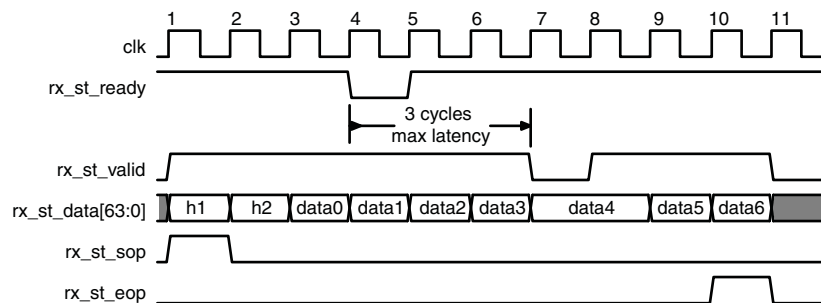 1 2 3 4 5 6 7 8 9 10 11
clk
rx_st_ready
3 cycles
max latency
rx_st_valid
rx_st_data[63:0] h1 h2 data0 data1 data2 data3 data4 data5 data6
rx_st_sop
rx_st_eop